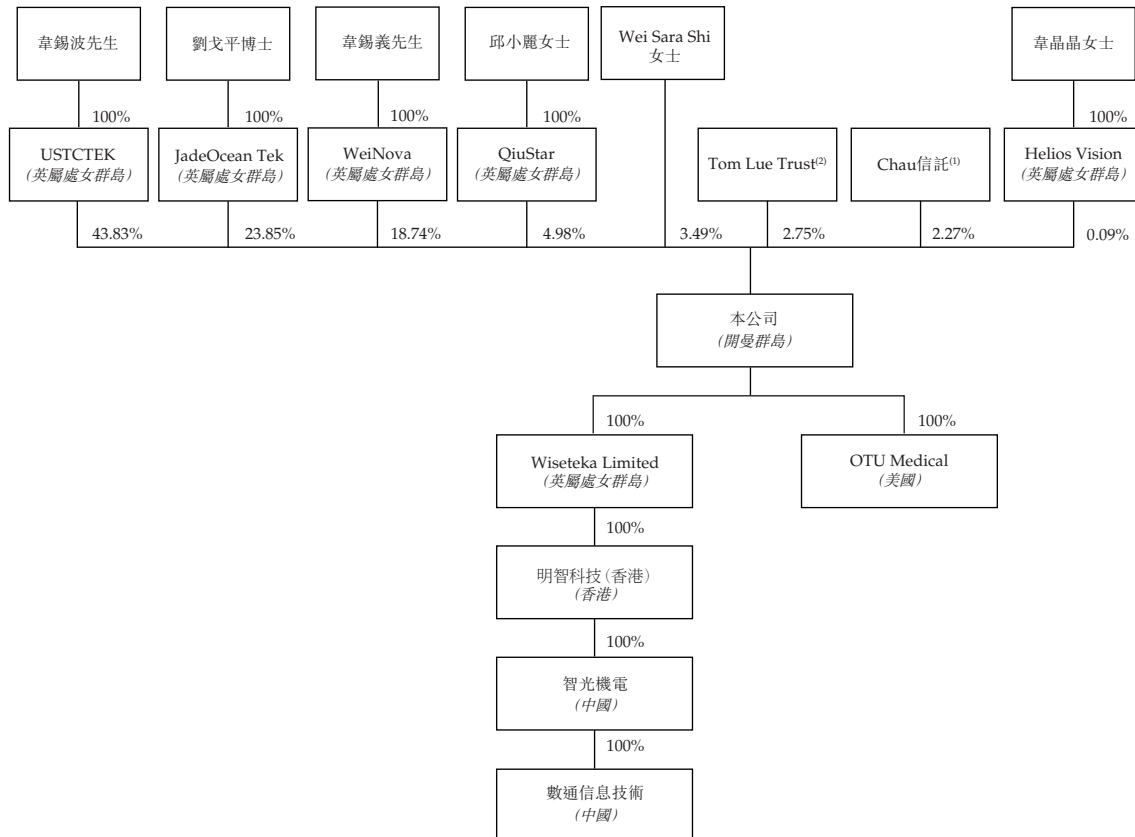 韋錫波先生
劉戈平博士
韋錫義先生
邱小麗女士
Wei Sara Shi
女士
韋晶晶女士
100%
100%
100%
100%
100%
USTCTEK
(英屬處女群島)
JadeOcean Tek
(英屬處女群島)
WeiNova
(英屬處女群島)
QiuStar
(英屬處女群島)
Tom Lue Trust(2)
Chau信託(1)
Helios Vision
(英屬處女群島)
43.83%
23.85%
18.74%
4.98%
3.49%
2.75%
2.27%
0.09%
本公司
(開曼群島)
100%
100%
Wiseteka Limited
(英屬處女群島)
OTU Medical
(美國)
100%
明智科技(香港)
(香港)
100%
智光機電
(中國)
100%
數通信息技術
(中國)